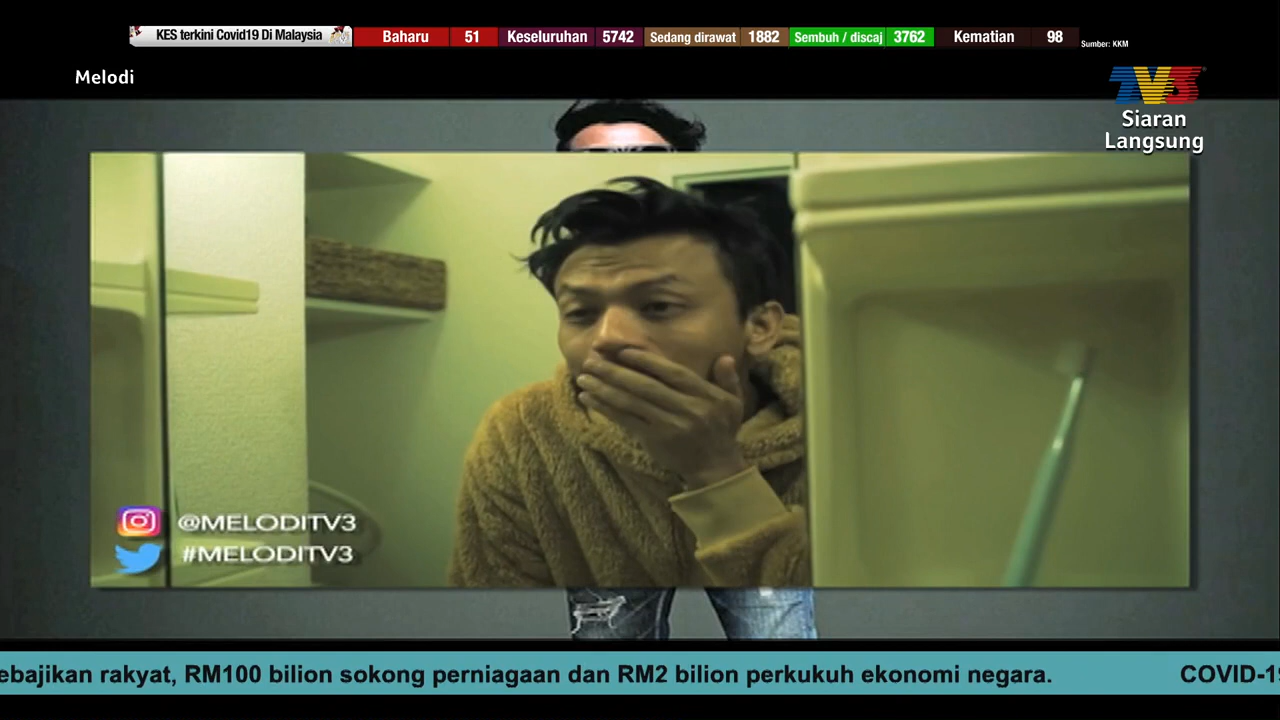 KES terkini Covid19 Di Malaysia Baharu 51 Keseluruhan 5742 Sedang dirawat 1882 Sembuh / discaj 3762 Kematian 98 Sumber: KKM
Melodi
TV3
Siaran
Langsung
@MELODITV3
#MELODITV3
ebajikan rakyat, RM100 bilion sokong perniagaan dan RM2 bilion perkukuh ekonomi negara. COVID-19